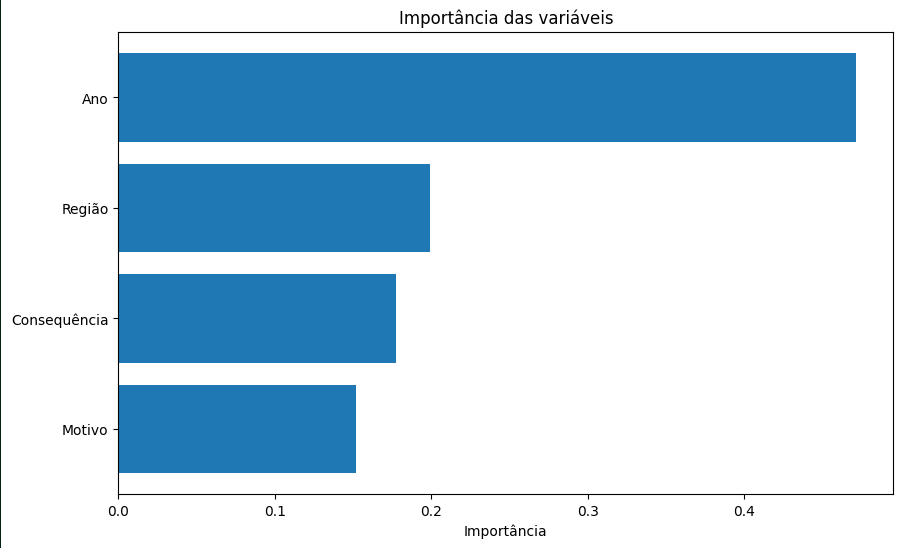 Importância das variáveis
Ano
Região
Consequência
Motivo
0.0 0.1 0.2 0.3 0.4
Importância